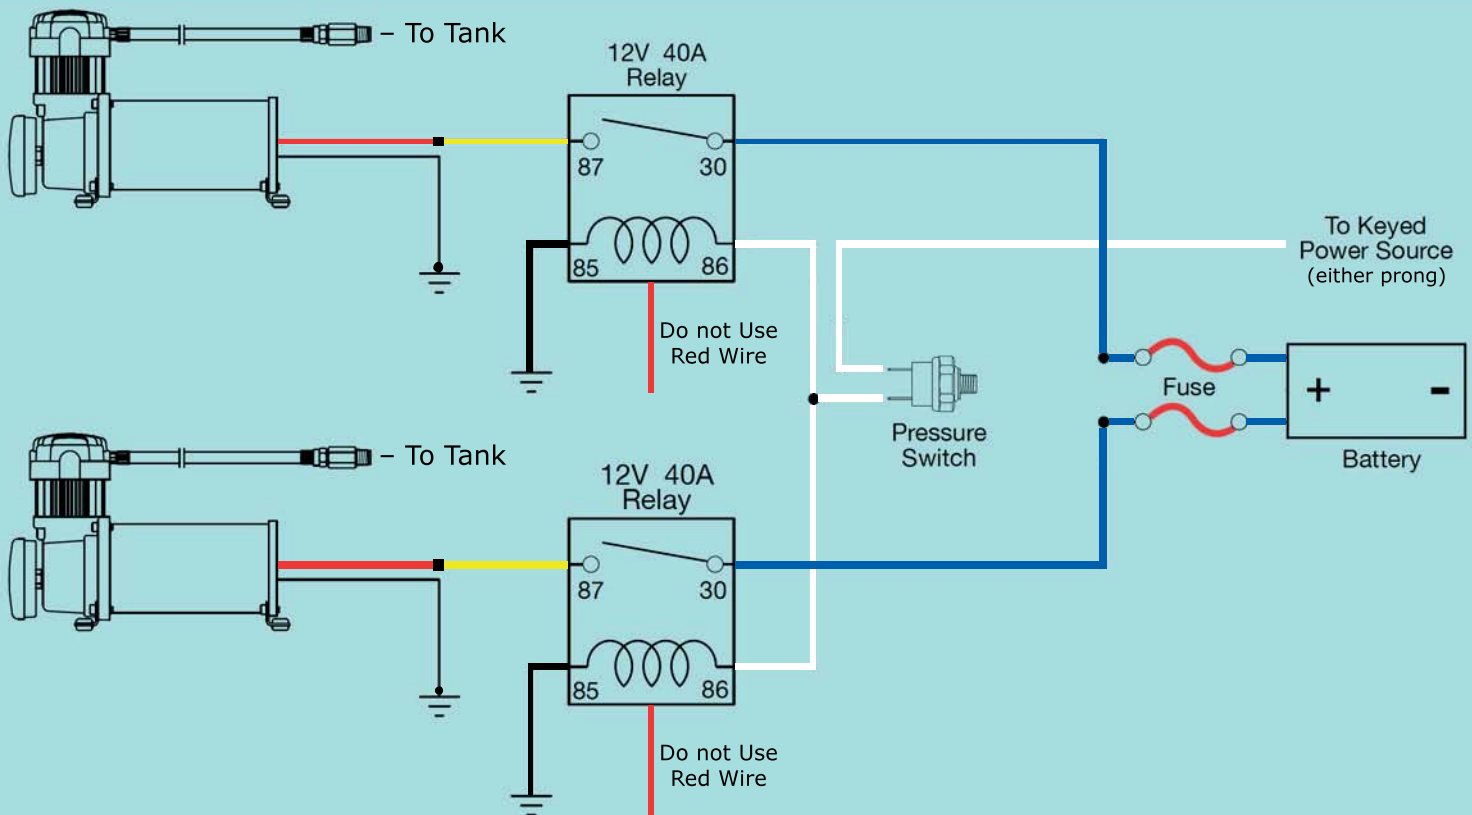 – To Tank
12V 40A
Relay
87
30
85
86
Do not Use
Red Wire
To Keyed
Power Source
(either prong)
Pressure
Switch
Fuse
+
-
Battery
– To Tank
12V 40A
Relay
87
30
85
86
Do not Use
Red Wire